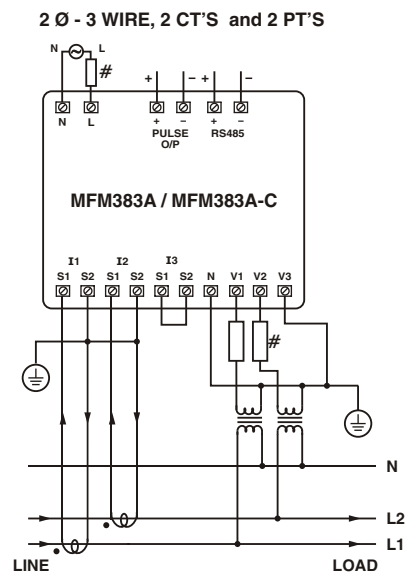 2 Ø - 3 WIRE, 2 CT'S and 2 PT'S
N L
#
+ − + −
N L + − + −
PULSE O/P RS485
MFM383A / MFM383A-C
I1 I2 I3
S1 S2 S1 S2 S1 S2 N V1 V2 V3
#
N
L2
L1
LINE LOAD